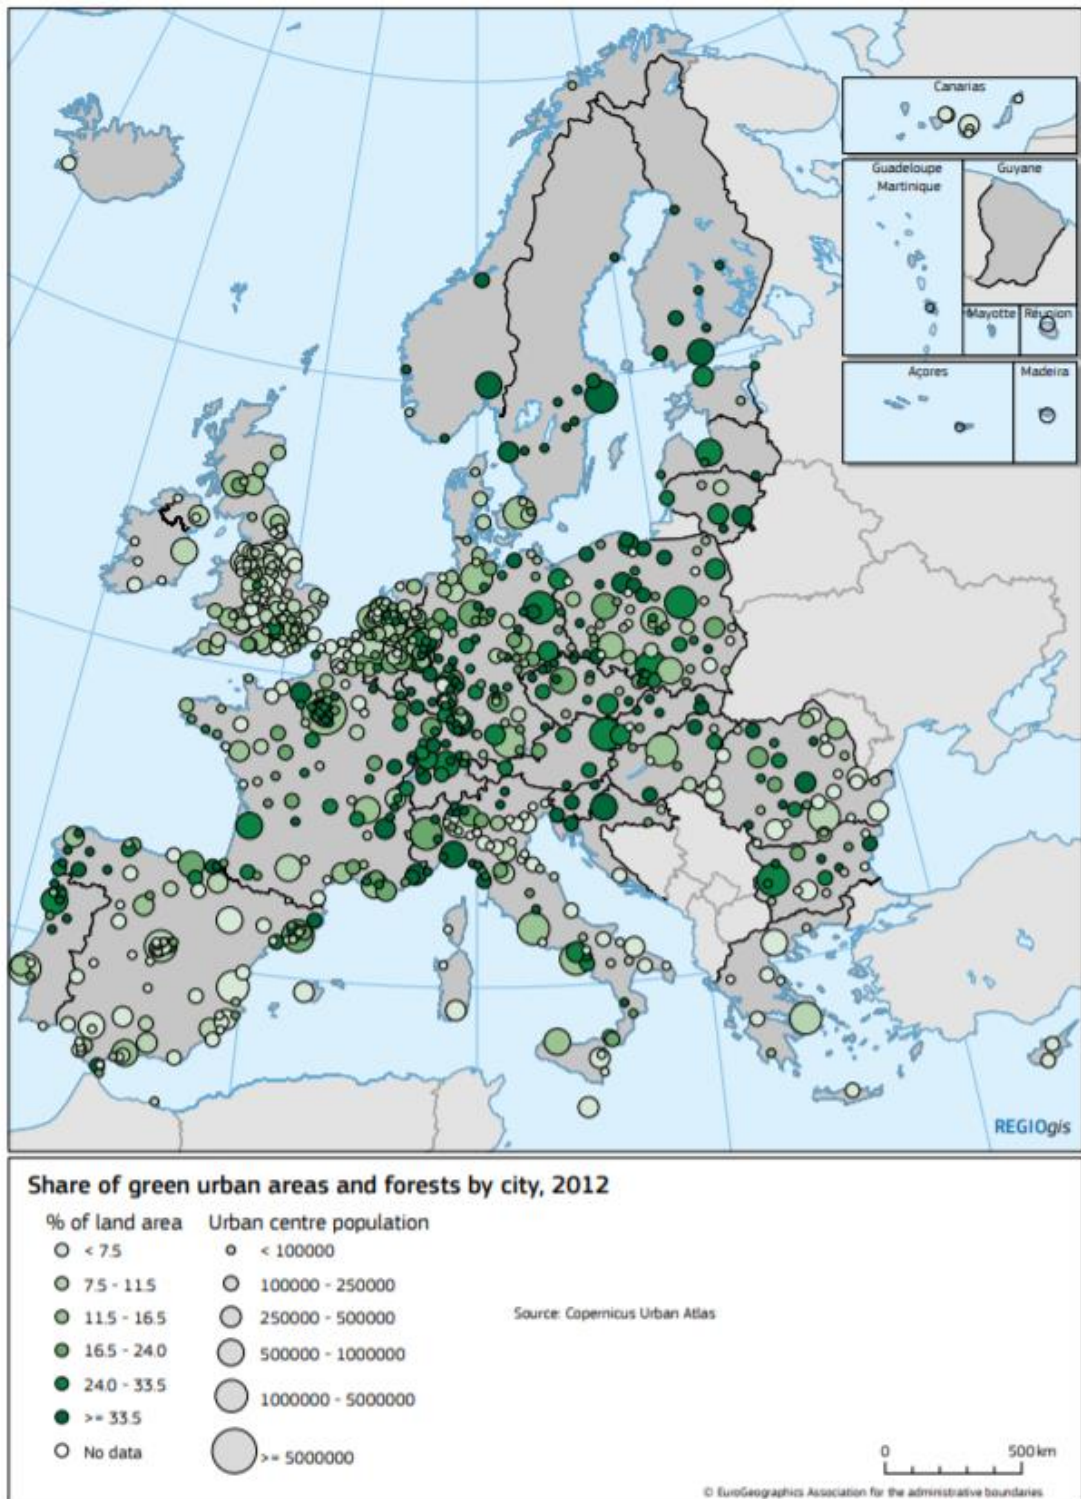 Canarias
Guadeloupe
Martinique
Guyane
Mayotte
Réunion
Açores
Madeira
REGIOgis
Share of green urban areas and forests by city, 2012
% of land area
< 7.5
7.5 - 11.5
11.5 - 16.5
16.5 - 24.0
24.0 - 33.5
>= 33.5
No data
Urban centre population
< 100000
100000 - 250000
250000 - 500000
500000 - 1000000
1000000 - 5000000
>= 5000000
Source: Copernicus Urban Atlas
0 500 km
© EuroGeographics Association for the administrative boundaries